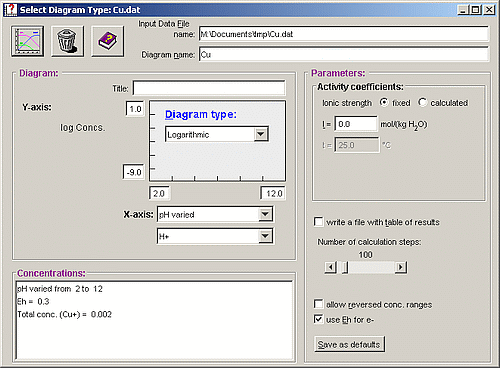 Select Diagram Type: Cu.dat
Input Data File
name: M:\Documents\tmp\Cu.dat
Diagram name: Cu
Diagram:
Title:
Y-axis: 1.0
log Concs.
-9.0
Diagram type:
Logarithmic
2.0 12.0
X-axis: pH varied
H+
Parameters:
Activity coefficients:
Ionic strength fixed calculated
I = 0.0 mol/(kg H2O)
t = 25.0 °C
write a file with table of results
Number of calculation steps:
100
allow reversed conc. ranges
use Eh for e-
Save as defaults
Concentrations:
pH varied from 2 to 12
Eh = 0.3
Total conc. (Cu+) = 0.002